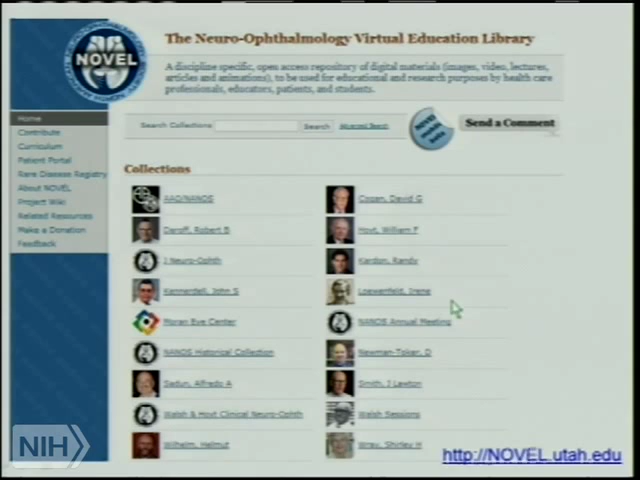 NOVEL
The Neuro-Ophthalmology Virtual Education Library
A discipline specific, open access repository of digital materials (images, video, lectures,
articles and animations), to be used for educational and research purposes by health care
professionals, educators, patients, and students.
Home
Contribute
Curriculum
Patient Portal
Rare Disease Registry
About NOVEL
Project Wiki
Related Resources
Make a Donation
Feedback
Search Collections
Search
Advanced Search
Send a Comment
Collections
AAO/NANOS
Cogan, David G
Daroff, Robert B
Hoyt, William F
J Neuro-Ophth
Kardon, Randy
Kennerdell, John S
Loewenfeld, Irene
Moran Eye Center
NANOS Annual Meeting
NANOS Historical Collection
Newman-Toker, D
Sadun, Alfredo A
Smith, J Lawton
Walsh & Hoyt Clinical Neuro-Ophth
Walsh Sessions
Wilhelm, Helmut
Wray, Shirley H
NIH
http://NOVEL.utah.edu